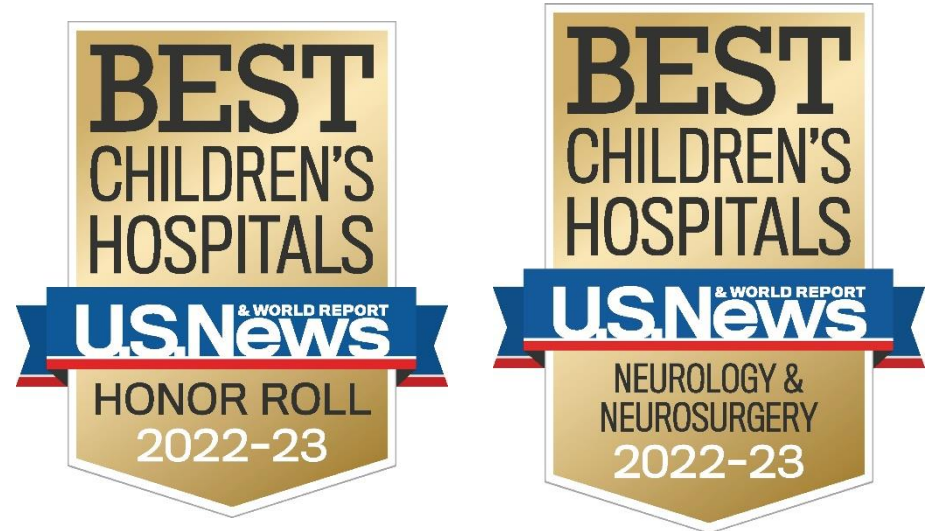 BEST
CHILDREN'S
HOSPITALS
U.S.News & WORLD REPORT
HONOR ROLL
2022-23
BEST
CHILDREN'S
HOSPITALS
U.S.News & WORLD REPORT
NEUROLOGY &
NEUROSURGERY
2022-23